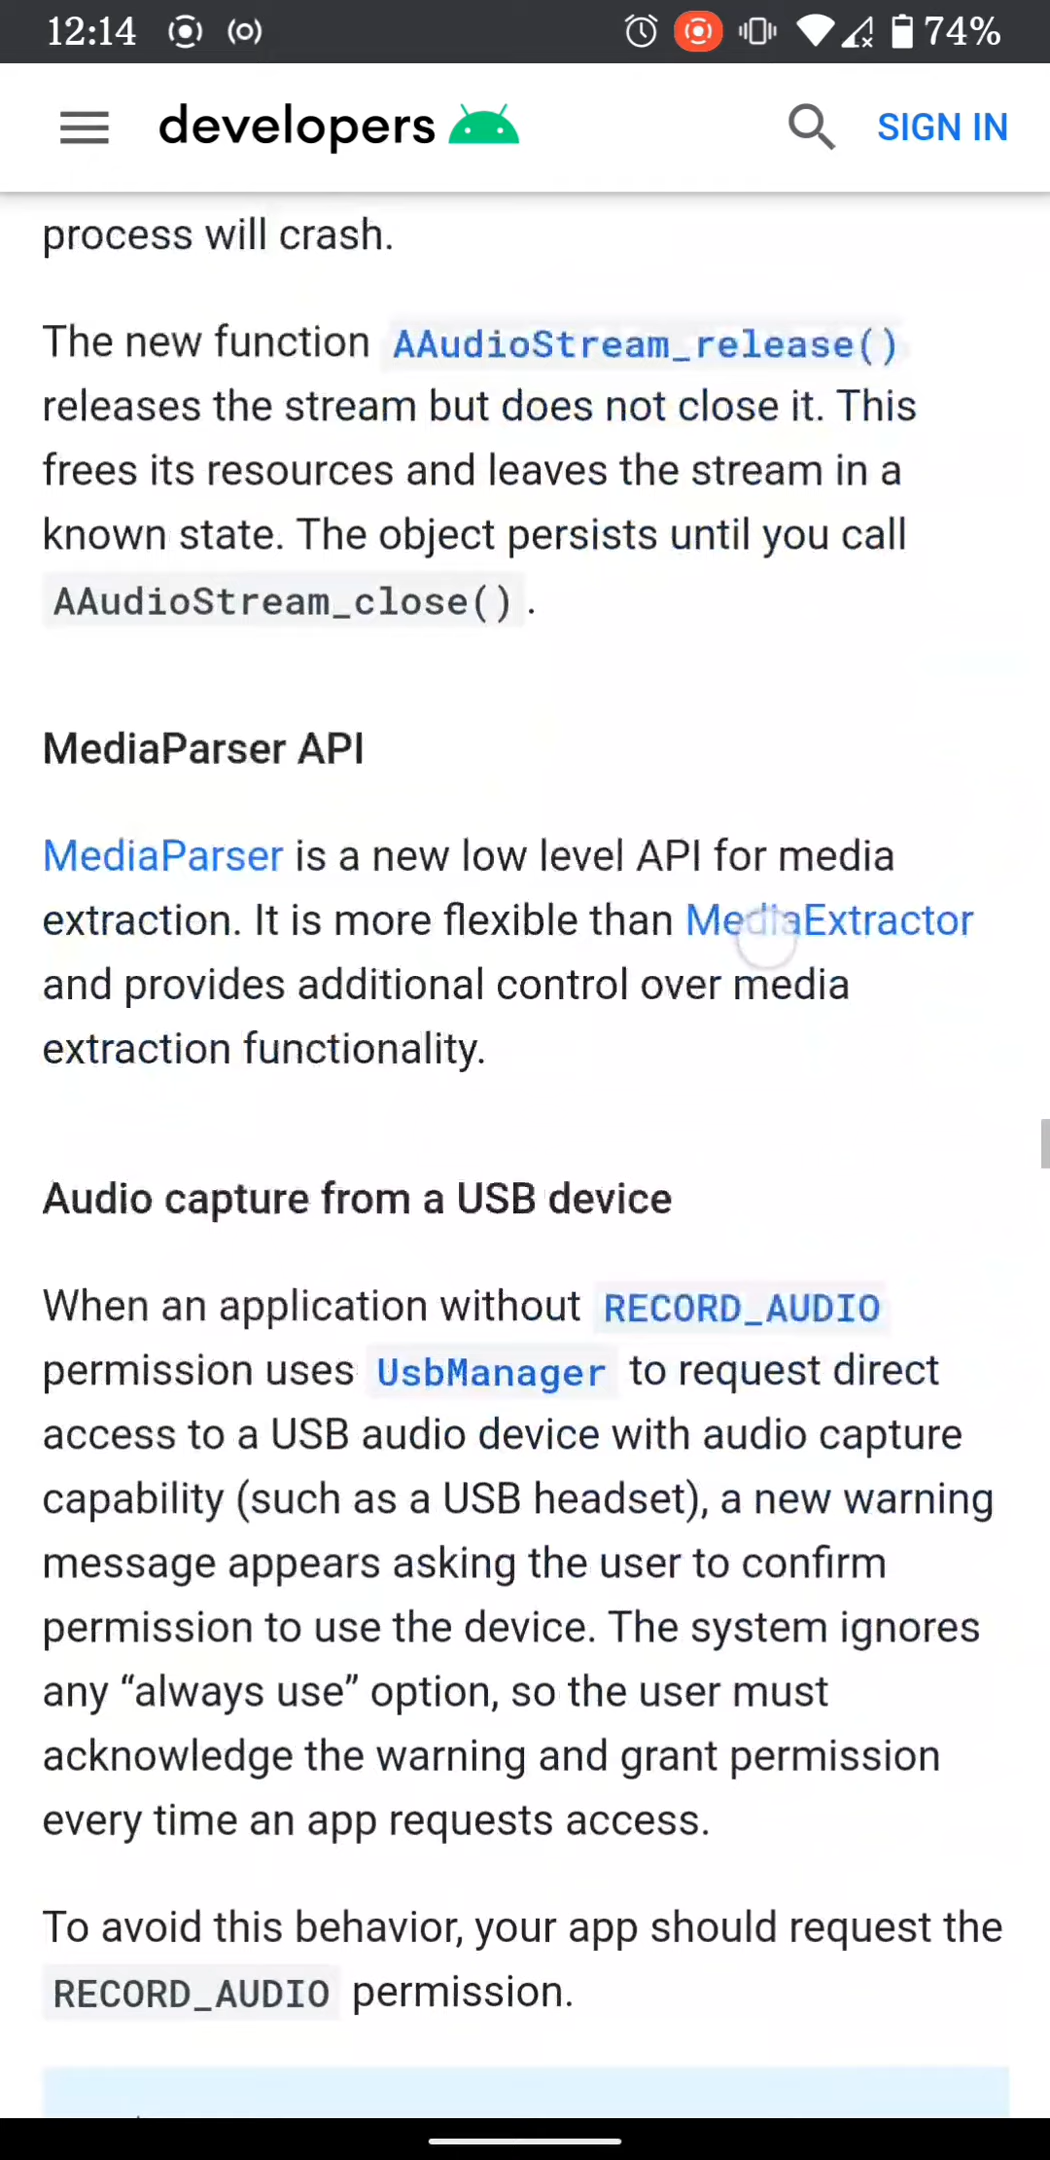 12:14 74%
developers SIGN IN
process will crash.
The new function AAudioStream_release()
releases the stream but does not close it. This
frees its resources and leaves the stream in a
known state. The object persists until you call
AAudioStream_close().
MediaParser API
MediaParser is a new low level API for media
extraction. It is more flexible than MediaExtractor
and provides additional control over media
extraction functionality.
Audio capture from a USB device
When an application without RECORD_AUDIO
permission uses UsbManager to request direct
access to a USB audio device with audio capture
capability (such as a USB headset), a new warning
message appears asking the user to confirm
permission to use the device. The system ignores
any “always use” option, so the user must
acknowledge the warning and grant permission
every time an app requests access.
To avoid this behavior, your app should request the
RECORD_AUDIO permission.